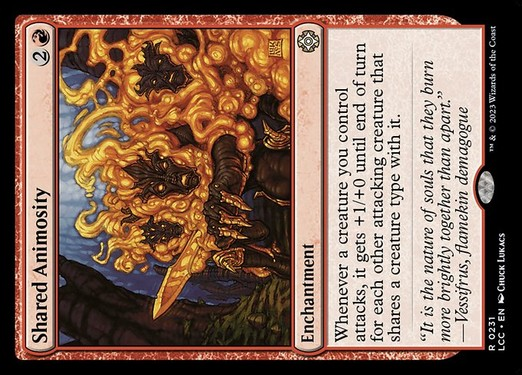 Shared Animosity 2
Enchantment
Whenever a creature you control
attacks, it gets +1/+0 until end of turn
for each other attacking creature that
shares a creature type with it.
“It is the nature of souls that they burn
more brightly together than apart.”
—Vessifrus, flamekin demagogue
R 0231
LCC • EN CHUCK LUKACS
™ & © 2023 Wizards of the Coast